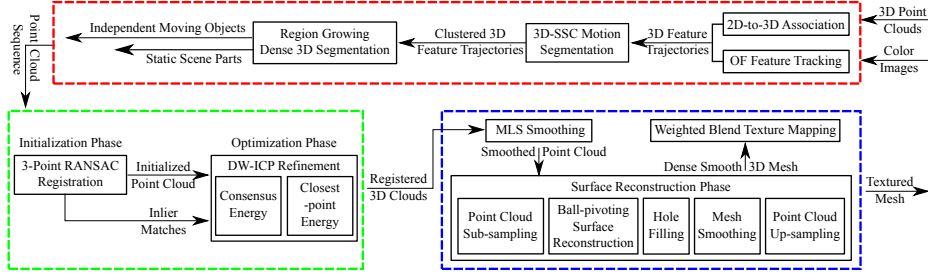 3D Point
Clouds
Color
Images
2D-to-3D Association
OF Feature Tracking
3D Feature
Trajectories
3D-SSC Motion
Segmentation
Clustered 3D
Feature Trajectories
Region Growing
Dense 3D Segmentation
Independent Moving Objects
Static Scene Parts
Point Cloud
Sequence
Initialization Phase
3-Point RANSAC
Registration
Initialized
Point Cloud
Inlier
Matches
Optimization Phase
DW-ICP Refinement
Consensus
Energy
Closest
-point
Energy
Registered
3D Clouds
MLS Smoothing
Smoothed Point Cloud
Weighted Blend Texture Mapping
Dense Smooth 3D Mesh
Surface Reconstruction Phase
Point Cloud
Sub-sampling
Ball-pivoting
Surface
Reconstruction
Hole
Filling
Mesh
Smoothing
Point Cloud
Up-sampling
Textured
Mesh